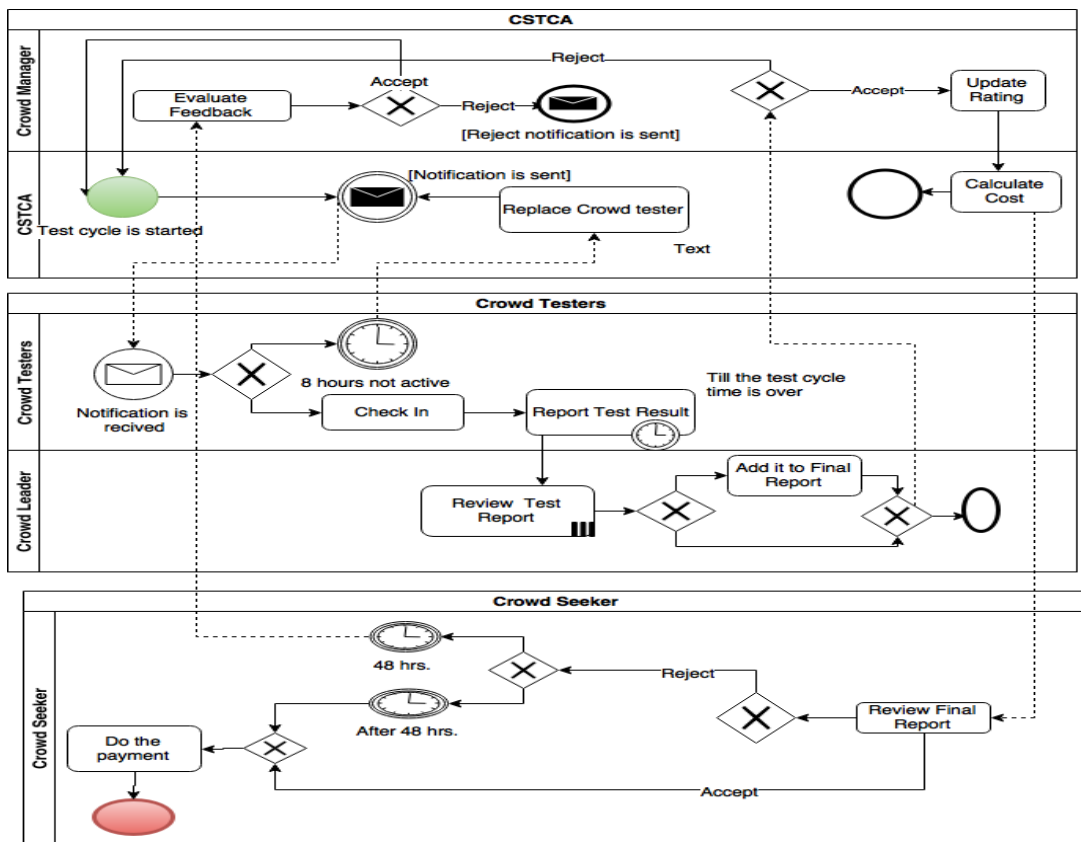 CSTCA
Crowd Manager
Reject
Accept
Evaluate
Feedback
Reject
[Reject notification is sent]
Accept
Update
Rating
CSTCA
[Notification is sent]
Test cycle is started
Replace Crowd tester
Text
Calculate
Cost
Crowd Testers
Crowd Testers
Notification is
recived
8 hours not active
Check In
Report Test Result
Till the test cycle
time is over
Crowd Leader
Review Test
Report
Add it to Final
Report
Crowd Seeker
Crowd Seeker
48 hrs.
After 48 hrs.
Reject
Review Final
Report
Do the
payment
Accept